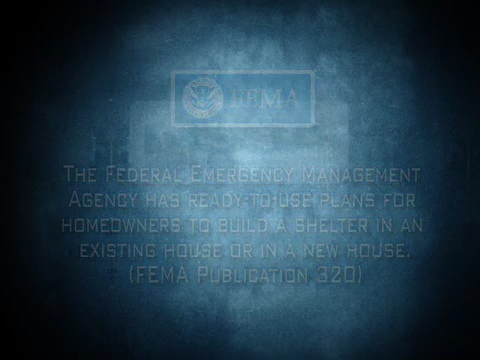 FEMA
The Federal Emergency Management
Agency has ready-to-use plans for
homeowners to build a shelter in an
existing house or in a new house.
(FEMA Publication 320)